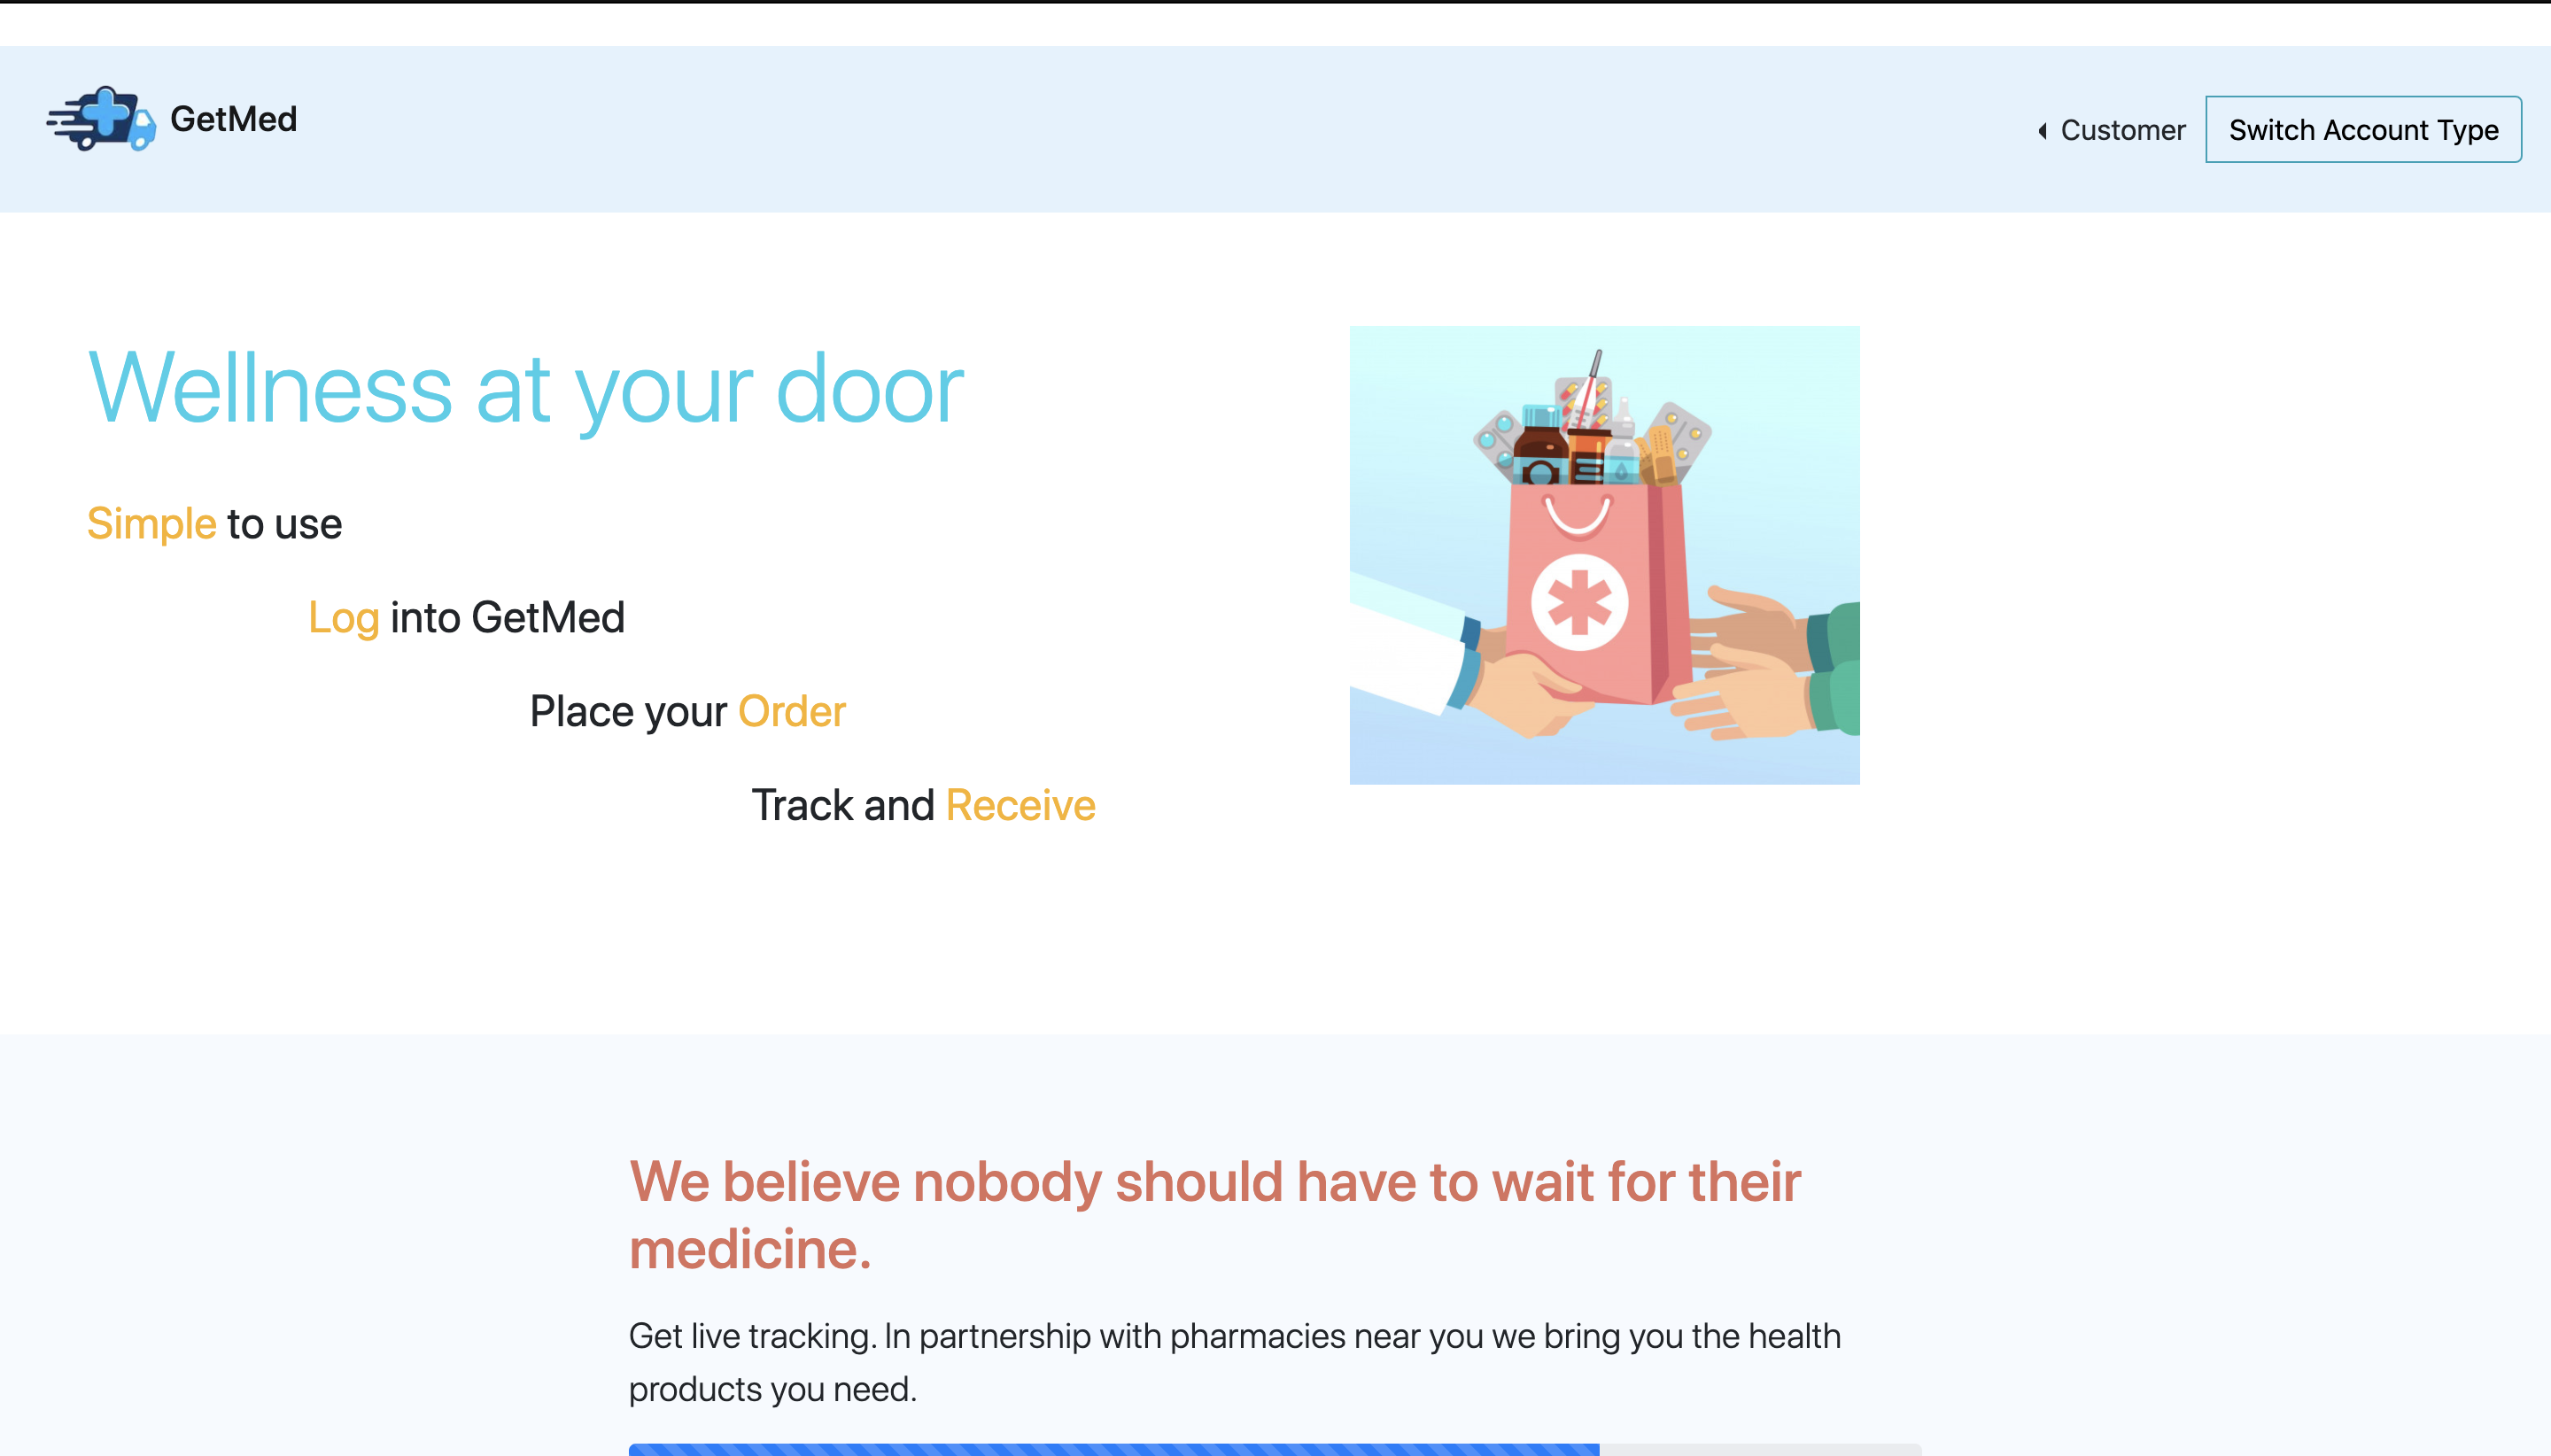 GetMed
Customer
Switch Account Type
Wellness at your door
Simple to use
Log into GetMed
Place your Order
Track and Receive
We believe nobody should have to wait for their
medicine.
Get live tracking. In partnership with pharmacies near you we bring you the health
products you need.